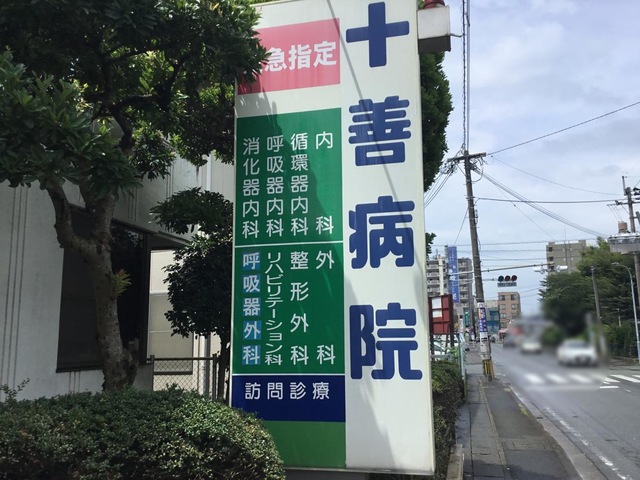 十善病院
急指定
内科
循環器内科
呼吸器内科
消化器内科
外科
整形外科
リハビリテーション科
呼吸器外科
訪問診療